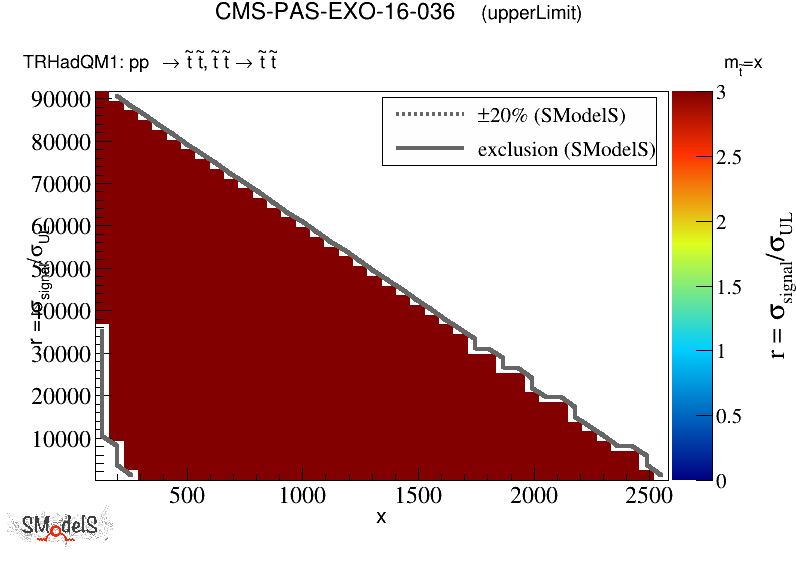 CMS-PAS-EXO-16-036 (upperLimit)
TRHadQM1: pp → t̃ t̃, t̃ t̃ → t̃ t̃
m_t̃=x
±20% (SModelS)
exclusion (SModelS)
90000
80000
70000
60000
50000
40000
30000
20000
10000
r = σ_signal/σ_UL
500 1000 1500 2000 2500
x
3
2.5
2
1.5
1
0.5
0
r = σ_signal/σ_UL
SModelS